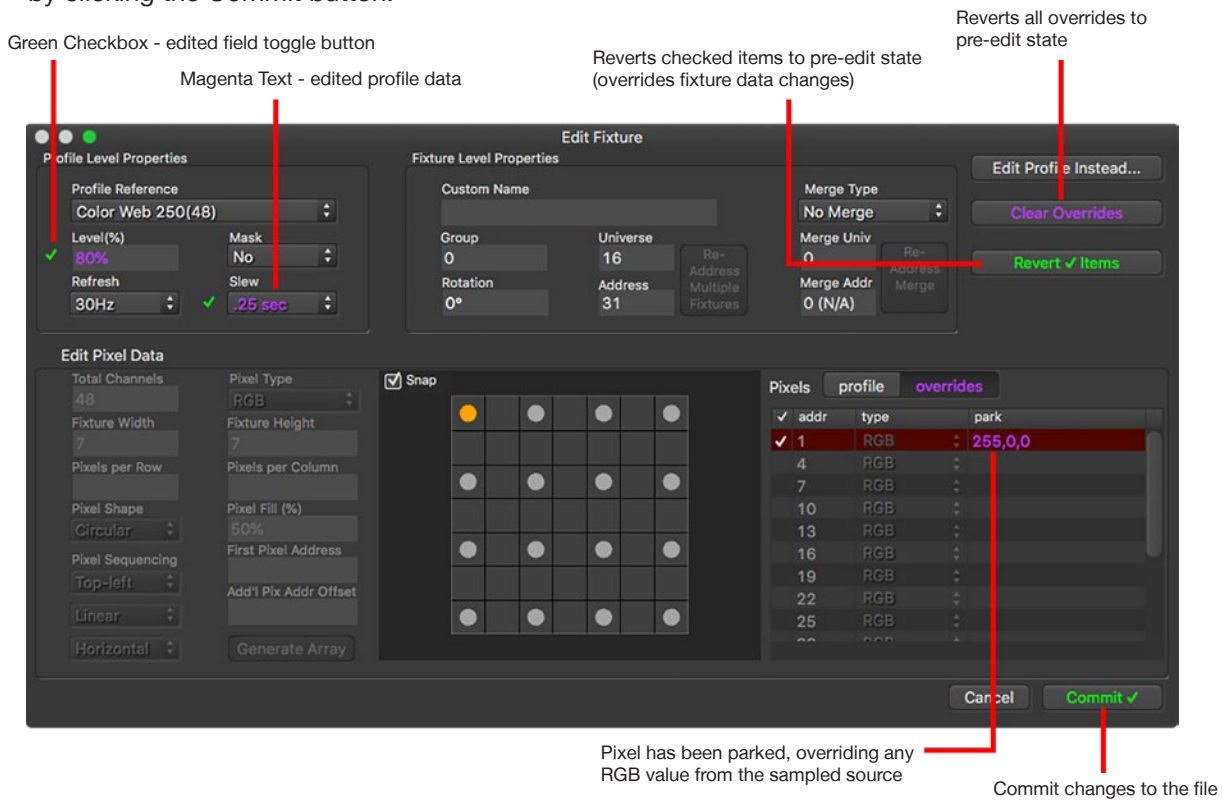 by clicking the Commit button.
Reverts all overrides to
pre-edit state
Green Checkbox - edited field toggle button
Reverts checked items to pre-edit state
(overrides fixture data changes)
Magenta Text - edited profile data
Edit Fixture
Profile Level Properties
Fixture Level Properties
Edit Profile Instead...
Profile Reference
Custom Name
Merge Type
Color Web 250(48)
No Merge
Clear Overrides
Level(%) Mask
Group Universe
Merge Univ
✓ 80% No
0 16
Re-
Address
Multiple
Fixtures
0
Re-
Address
Merge
Revert ✓ Items
Refresh Slew
Rotation Address
Merge Addr
30Hz ✓ .25 sec
0° 31
0 (N/A)
Edit Pixel Data
Total Channels Pixel Type
48 RGB
Fixture Width Fixture Height
7 7
Pixels per Row Pixels per Column
Pixel Shape Pixel Fill (%)
Circular 50%
Pixel Sequencing First Pixel Address
Top-left
Add'l Pix Addr Offset
Linear
Horizontal Generate Array
✓ Snap
Pixels profile overrides
✓ addr type park
✓ 1 RGB 255,0,0
4 RGB
7 RGB
10 RGB
13 RGB
16 RGB
19 RGB
22 RGB
25 RGB
Cancel Commit ✓
Pixel has been parked, overriding any
RGB value from the sampled source
Commit changes to the file